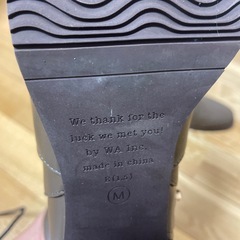 We thank for the
luck we met you!
by WA Inc.
made in china
(M)